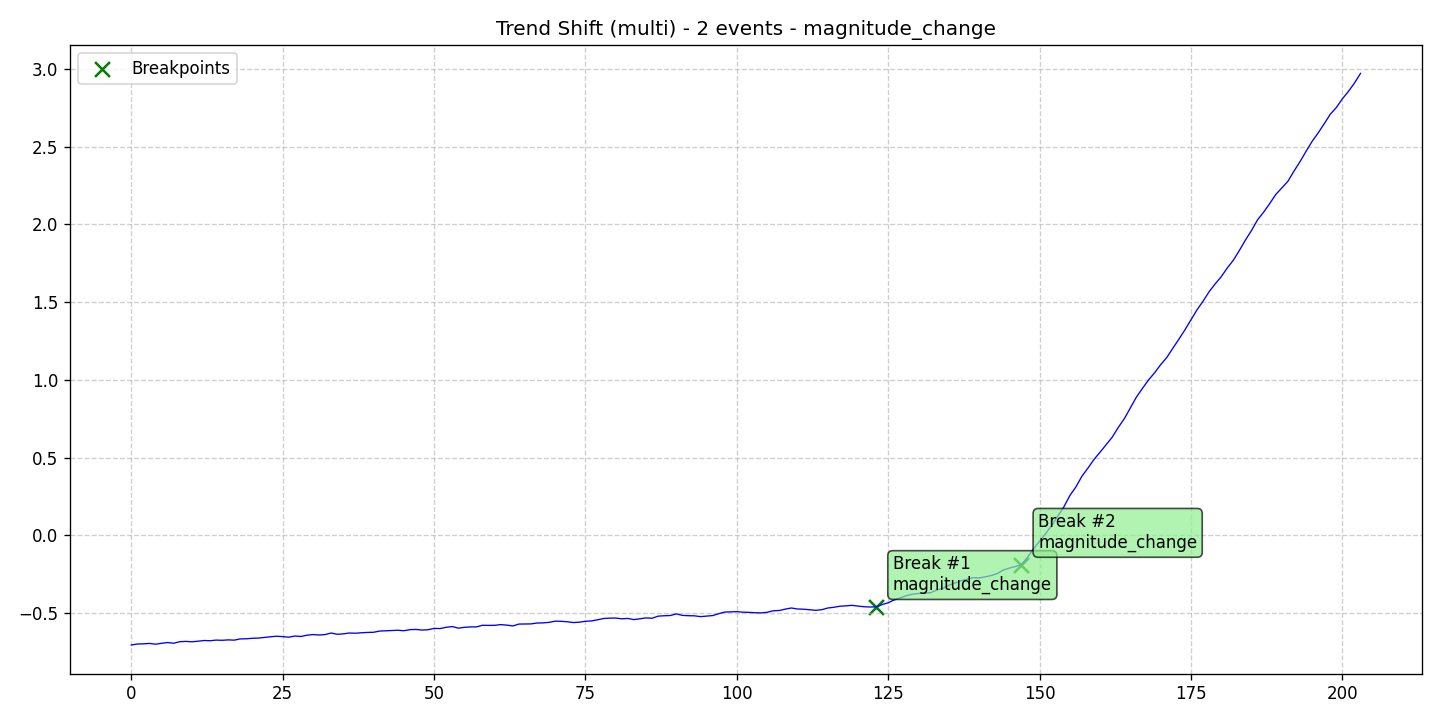 Trend Shift (multi) - 2 events - magnitude_change
Breakpoints
3.0
2.5
2.0
1.5
1.0
0.5
0.0
−0.5
Break #2
magnitude_change
Break #1
magnitude_change
0 25 50 75 100 125 150 175 200